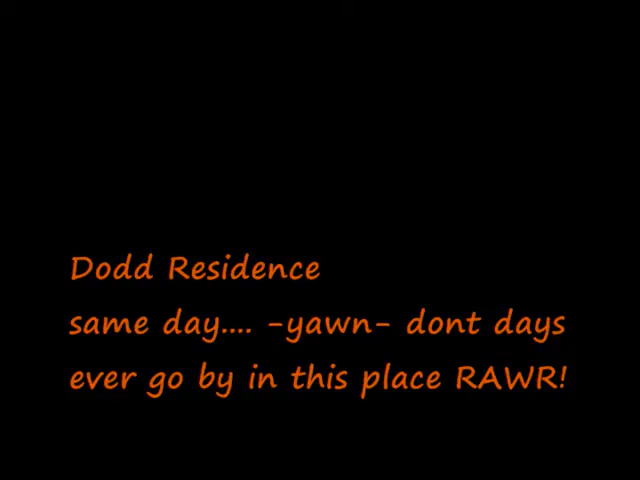 Dodd Residence
same day.... -yawn- dont days
ever go by in this place RAWR!